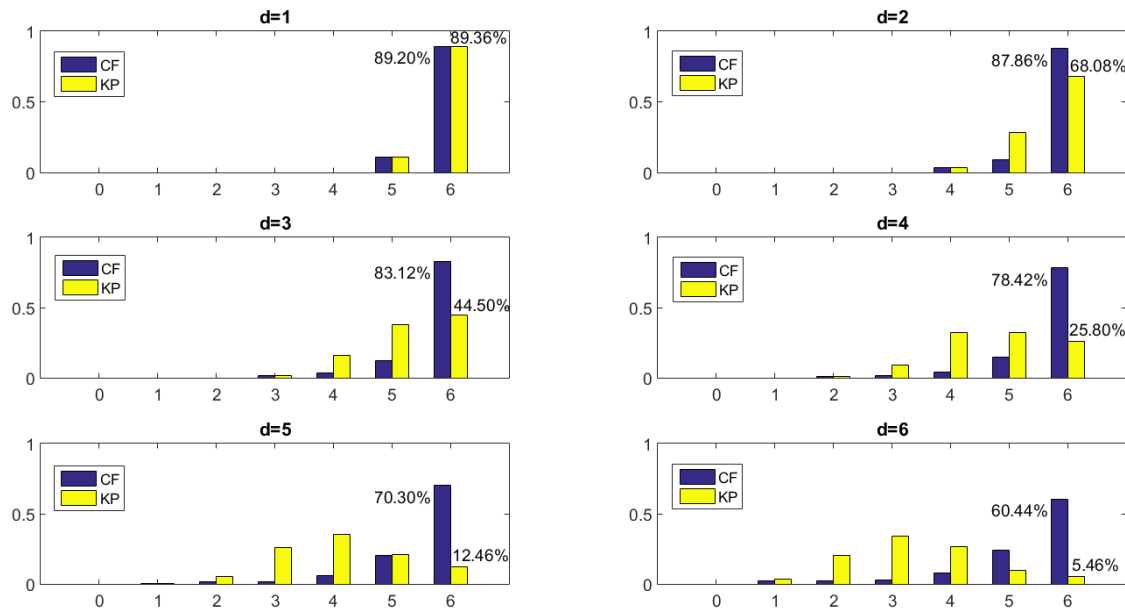 d=1
1
0.5
0
CF
KP
89.20%
89.36%
0 1 2 3 4 5 6
d=2
1
0.5
0
CF
KP
87.86%
68.08%
0 1 2 3 4 5 6
d=3
1
0.5
0
CF
KP
83.12%
44.50%
0 1 2 3 4 5 6
d=4
1
0.5
0
CF
KP
78.42%
25.80%
0 1 2 3 4 5 6
d=5
1
0.5
0
CF
KP
70.30%
12.46%
0 1 2 3 4 5 6
d=6
1
0.5
0
CF
KP
60.44%
5.46%
0 1 2 3 4 5 6